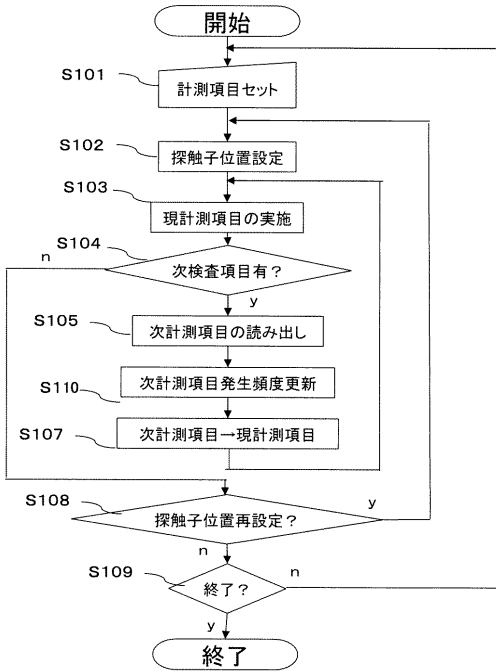 開始
S101
計測項目セット
S102
探触子位置設定
S103
現計測項目の実施
S104
n
次検査項目有？
y
S105
次計測項目の読み出し
S110
次計測項目発生頻度更新
S107
次計測項目→現計測項目
S108
y
探触子位置再設定？
n
S109
n
終了？
y
終了